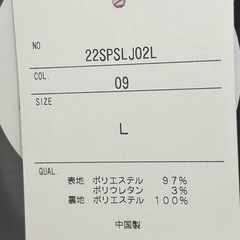 NO.
22SPSLJ02L
COL.
09
SIZE
L
QUAL.
表地 ポリエステル 97%
ポリウレタン 3%
裏地 ポリエステル 100%
中国製